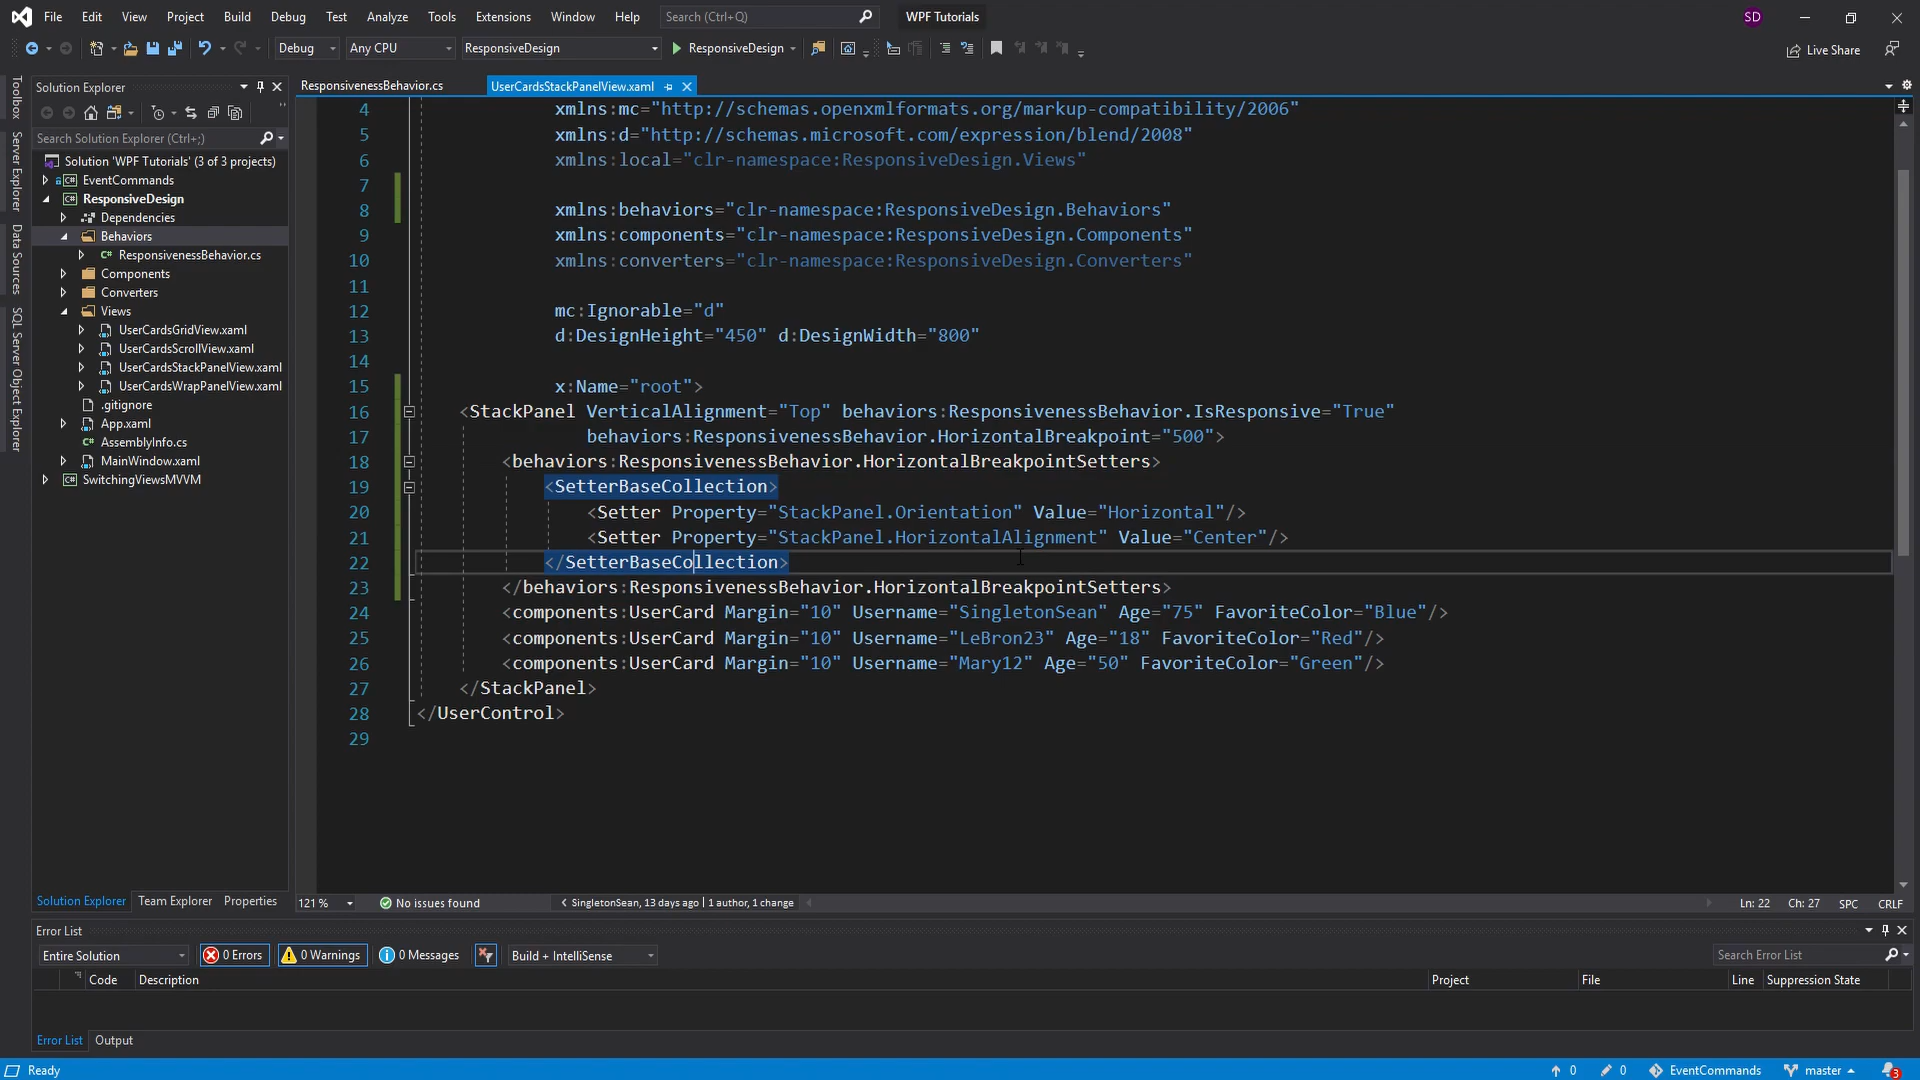 File Edit View Project Build Debug Test Analyze Tools Extensions Window Help Search (Ctrl+Q) WPF Tutorials SD
Debug Any CPU ResponsiveDesign ResponsiveDesign Live Share
Toolbox
Server Explorer
Data Sources
SQL Server Object Explorer
Solution Explorer
Search Solution Explorer (Ctrl+;)
Solution 'WPF Tutorials' (3 of 3 projects)
EventCommands
ResponsiveDesign
Dependencies
Behaviors
ResponsivenessBehavior.cs
Components
Converters
Views
UserCardsGridView.xaml
UserCardsScrollView.xaml
UserCardsStackPanelView.xaml
UserCardsWrapPanelView.xaml
.gitignore
App.xaml
AssemblyInfo.cs
MainWindow.xaml
SwitchingViewsMVVM
Solution Explorer Team Explorer Properties
ResponsivenessBehavior.cs UserCardsStackPanelView.xaml
4 xmlns:mc="http://schemas.openxmlformats.org/markup-compatibility/2006"
5 xmlns:d="http://schemas.microsoft.com/expression/blend/2008"
6 xmlns:local="clr-namespace:ResponsiveDesign.Views"
7
8 xmlns:behaviors="clr-namespace:ResponsiveDesign.Behaviors"
9 xmlns:components="clr-namespace:ResponsiveDesign.Components"
10 xmlns:converters="clr-namespace:ResponsiveDesign.Converters"
11
12 mc:Ignorable="d"
13 d:DesignHeight="450" d:DesignWidth="800"
14
15 x:Name="root">
16 <StackPanel VerticalAlignment="Top" behaviors:ResponsivenessBehavior.IsResponsive="True"
17 behaviors:ResponsivenessBehavior.HorizontalBreakpoint="500">
18 <behaviors:ResponsivenessBehavior.HorizontalBreakpointSetters>
19 <SetterBaseCollection>
20 <Setter Property="StackPanel.Orientation" Value="Horizontal"/>
21 <Setter Property="StackPanel.HorizontalAlignment" Value="Center"/>
22 </SetterBaseCollection>
23 </behaviors:ResponsivenessBehavior.HorizontalBreakpointSetters>
24 <components:UserCard Margin="10" Username="SingletonSean" Age="75" FavoriteColor="Blue"/>
25 <components:UserCard Margin="10" Username="LeBron23" Age="18" FavoriteColor="Red"/>
26 <components:UserCard Margin="10" Username="Mary12" Age="50" FavoriteColor="Green"/>
27 </StackPanel>
28 </UserControl>
29
121 % No issues found SingletonSean, 13 days ago | 1 author, 1 change Ln: 22 Ch: 27 SPC CRLF
Error List
Entire Solution 0 Errors 0 Warnings 0 Messages Build + IntelliSense Search Error List
Code Description Project File Line Suppression State
Error List Output
Ready 0 0 EventCommands master 3